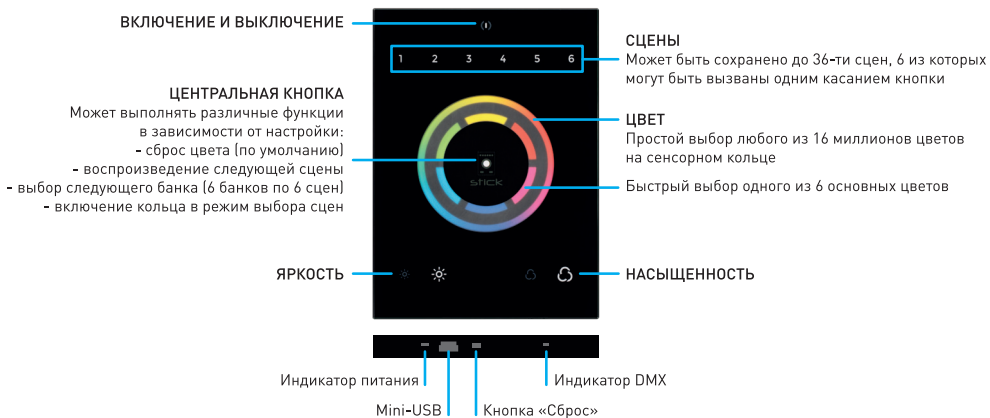 ВКЛЮЧЕНИЕ И ВЫКЛЮЧЕНИЕ
1 2 3 4 5 6
СЦЕНЫ
Может быть сохранено до 36-ти сцен, 6 из которых
могут быть вызваны одним касанием кнопки
ЦЕНТРАЛЬНАЯ КНОПКА
Может выполнять различные функции
в зависимости от настройки:
- сброс цвета (по умолчанию)
- воспроизведение следующей сцены
- выбор следующего банка (6 банков по 6 сцен)
- включение кольца в режим выбора сцен
ЦВЕТ
Простой выбор любого из 16 миллионов цветов
на сенсорном кольце
Быстрый выбор одного из 6 основных цветов
stick
ЯРКОСТЬ
НАСЫЩЕННОСТЬ
Индикатор питания
Индикатор DMX
Mini-USB
Кнопка «Сброс»